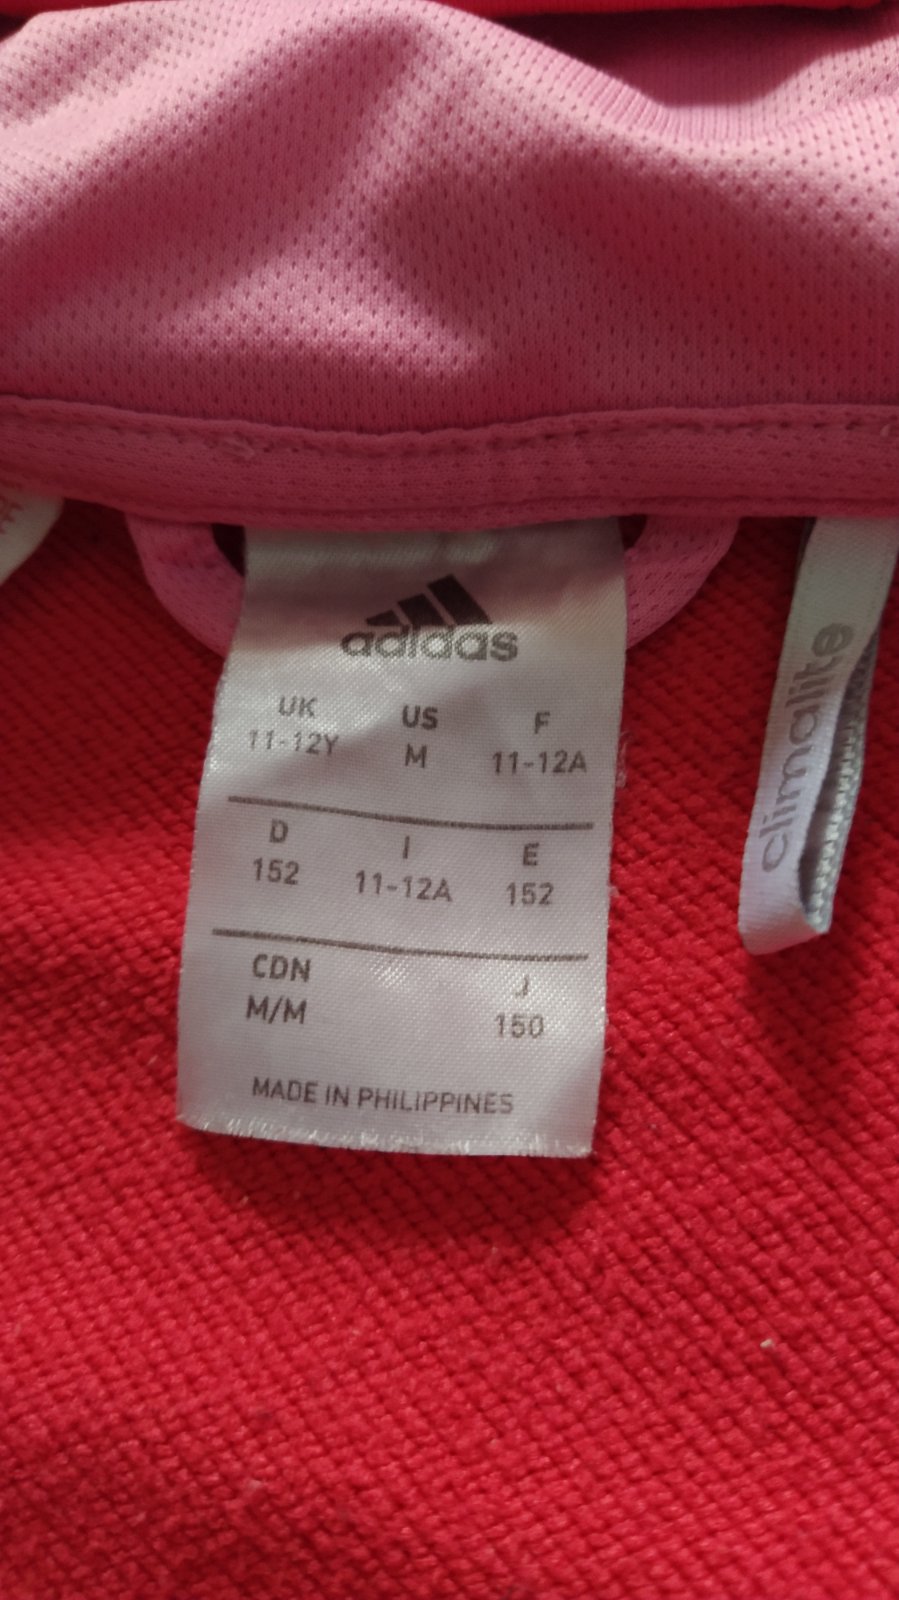 adidas
UK US F
11-12Y M 11-12A
D I E
152 11-12A 152
CDN J
M/M 150
MADE IN PHILIPPINES
climalite